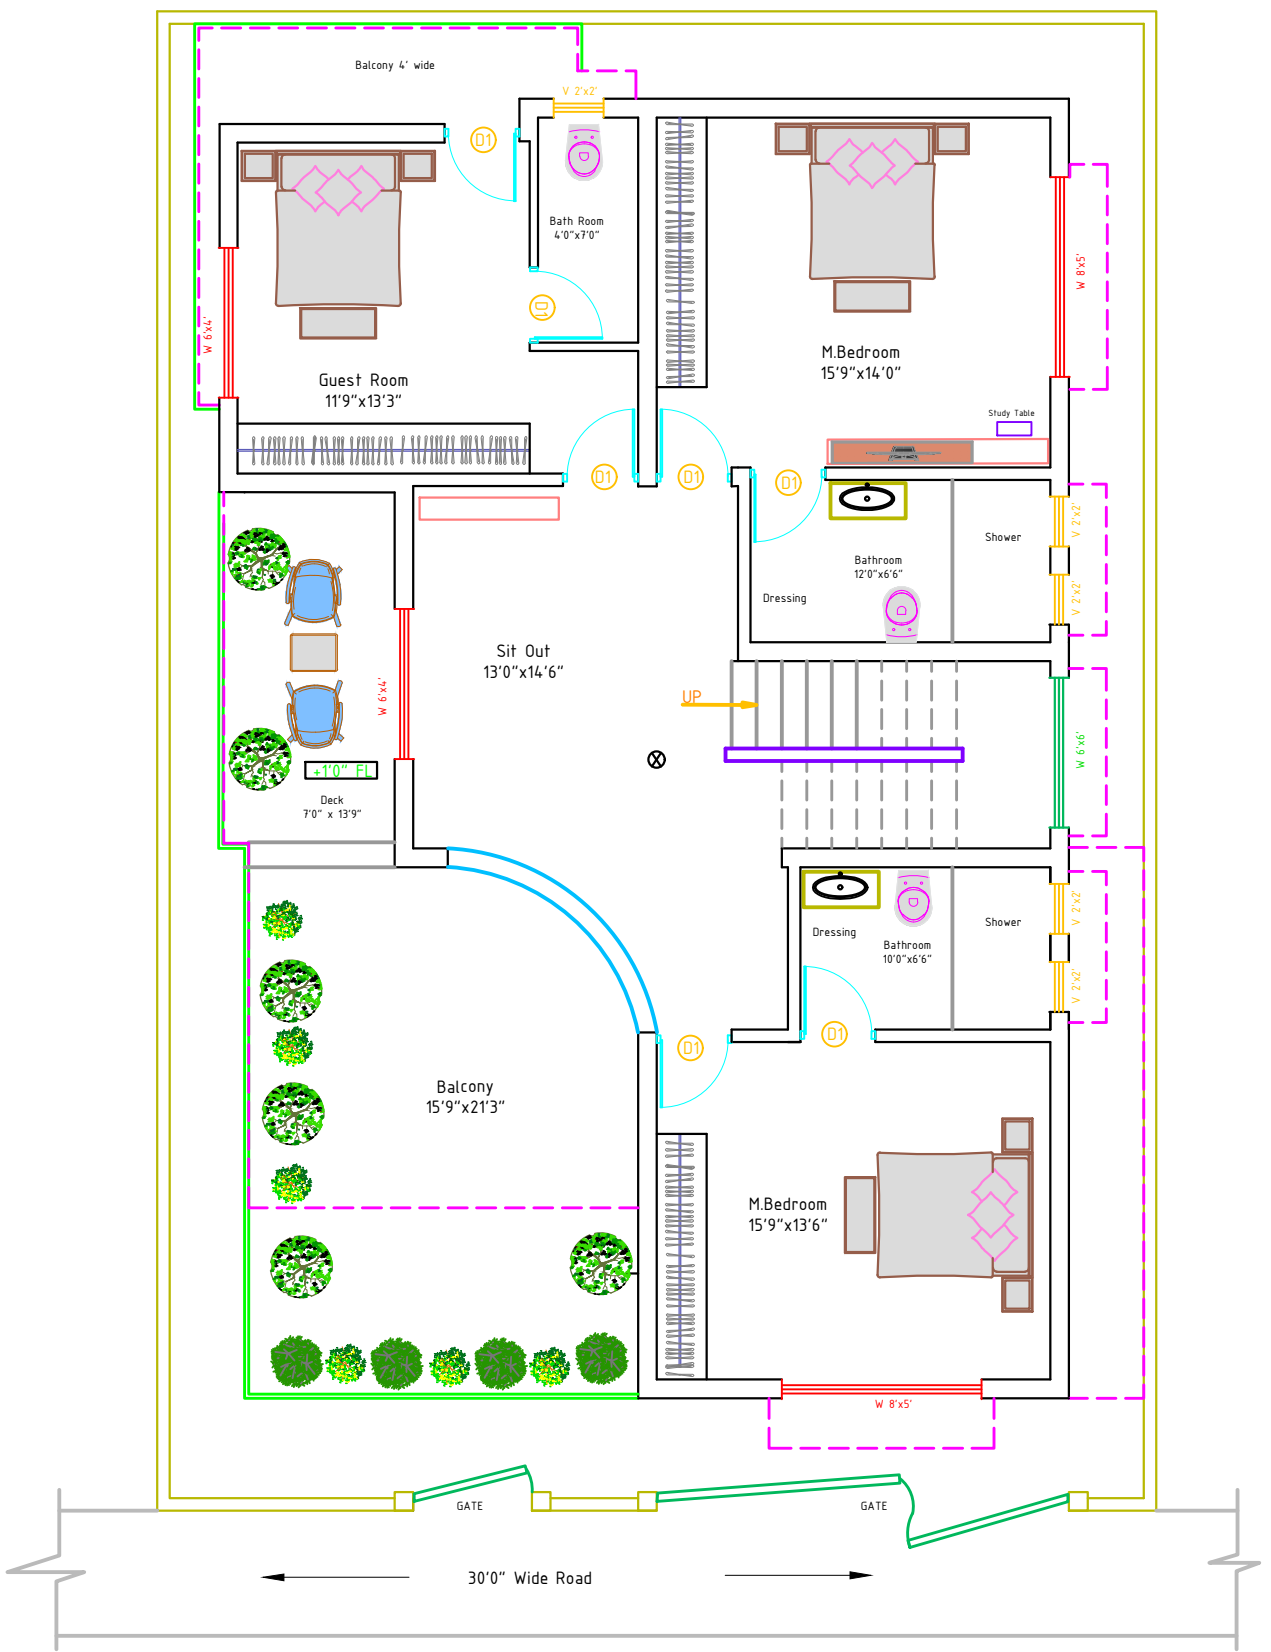 Balcony 4' wide
V 2'x2'
D1
Bath Room
4'0"x7'0"
D1
W 6'x4'
W 8'x5'
Guest Room
11'9"x13'3"
M.Bedroom
15'9"x14'0"
Study Table
D1
D1
D1
V 2'x2'
Shower
Bathroom
12'0"x6'6"
V 2'x2'
Dressing
Sit Out
13'0"x14'6"
W 6'x4'
UP
W 6'x6'
+1'0" FL
Deck
7'0" x 13'9"
V 2'x2'
Shower
Dressing
Bathroom
10'0"x6'6"
V 2'x2'
D1
D1
Balcony
15'9"x21'3"
M.Bedroom
15'9"x13'6"
W 8'x5'
GATE
GATE
30'0" Wide Road